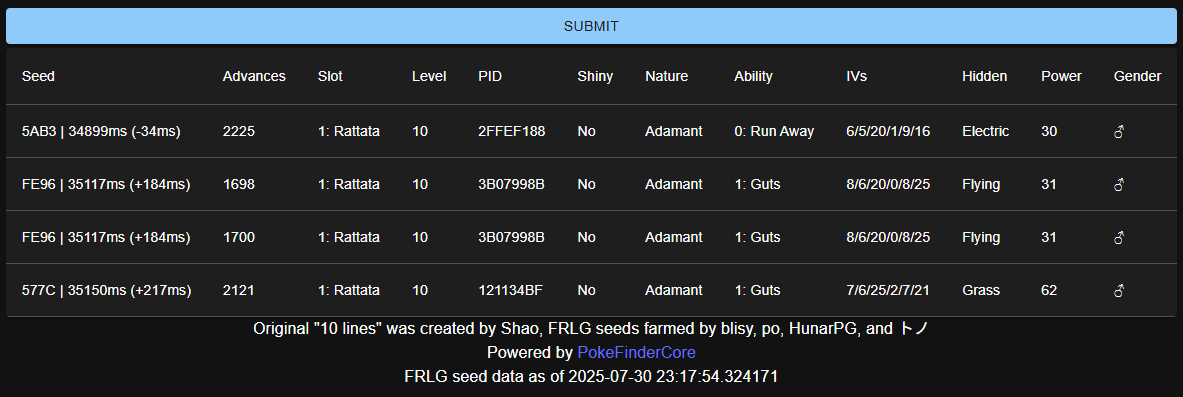 SUBMIT
Seed Advances Slot Level PID Shiny Nature Ability IVs Hidden Power Gender
5AB3 | 34899ms (-34ms) 2225 1: Rattata 10 2FFEF188 No Adamant 0: Run Away 6/5/20/1/9/16 Electric 30 ♂
FE96 | 35117ms (+184ms) 1698 1: Rattata 10 3B07998B No Adamant 1: Guts 8/6/20/0/8/25 Flying 31 ♂
FE96 | 35117ms (+184ms) 1700 1: Rattata 10 3B07998B No Adamant 1: Guts 8/6/20/0/8/25 Flying 31 ♂
577C | 35150ms (+217ms) 2121 1: Rattata 10 121134BF No Adamant 1: Guts 7/6/25/2/7/21 Grass 62 ♂
Original "10 lines" was created by Shao, FRLG seeds farmed by blisy, po, HunarPG, and トノ
Powered by PokeFinderCore
FRLG seed data as of 2025-07-30 23:17:54.324171